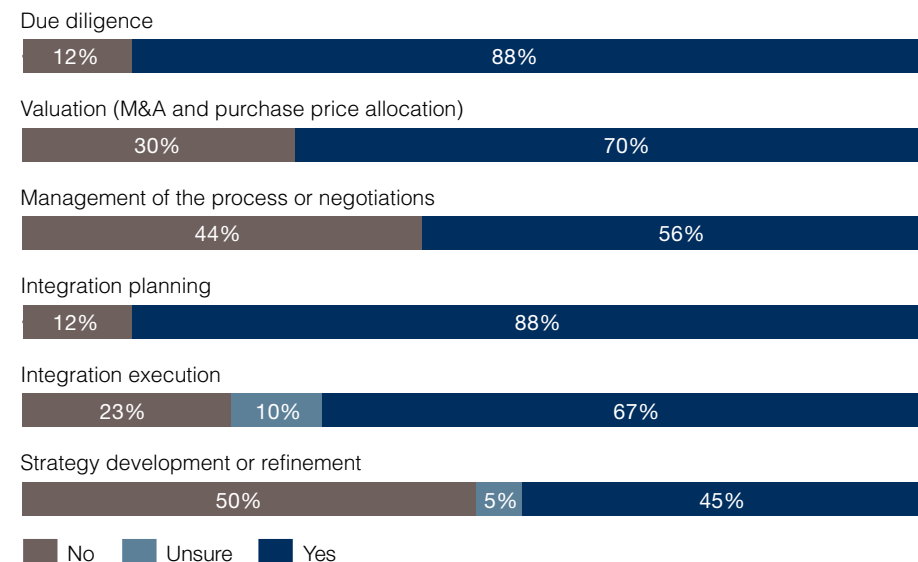 Due diligence
12% 88%
Valuation (M&A and purchase price allocation)
30% 70%
Management of the process or negotiations
44% 56%
Integration planning
12% 88%
Integration execution
23% 10% 67%
Strategy development or refinement
50% 5% 45%
No Unsure Yes